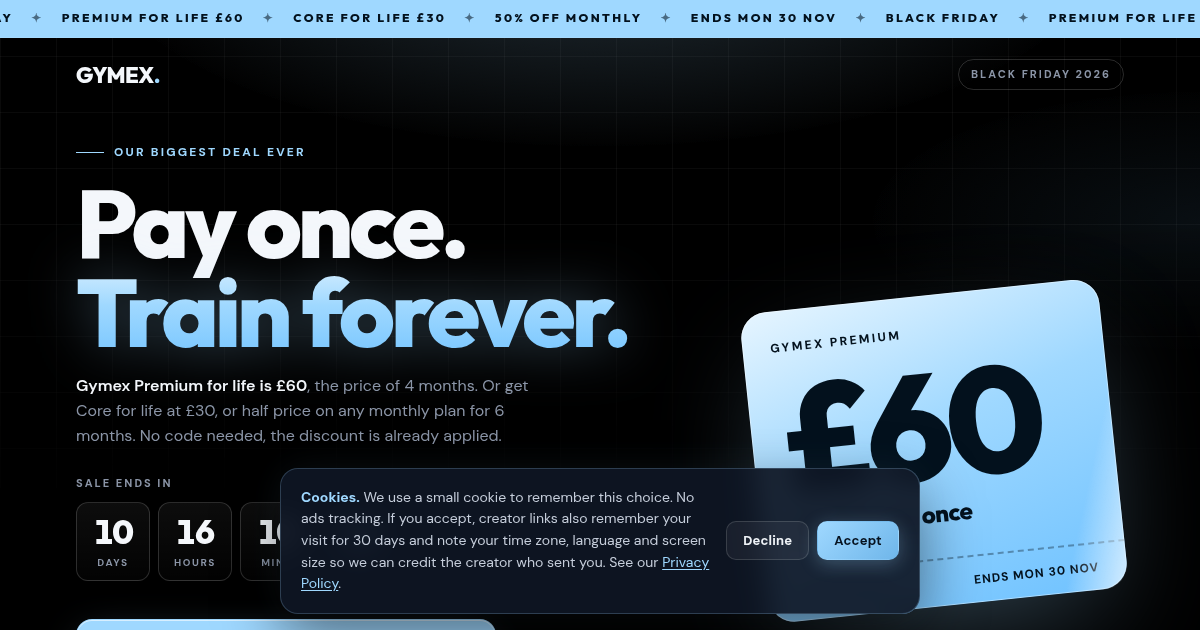 PREMIUM FOR LIFE £60 ✦ CORE FOR LIFE £30 ✦ 50% OFF MONTHLY ✦ ENDS MON 30 NOV ✦ BLACK FRIDAY ✦ PREMIUM FOR LIFE
GYMEX.
BLACK FRIDAY 2026
OUR BIGGEST DEAL EVER
Pay once.
Train forever.
Gymex Premium for life is £60, the price of 4 months. Or get
Core for life at £30, or half price on any monthly plan for 6
months. No code needed, the discount is already applied.
SALE ENDS IN
10
DAYS
16
HOURS
GYMEX PREMIUM
£60
once
ENDS MON 30 NOV
Cookies. We use a small cookie to remember this choice. No
ads tracking. If you accept, creator links also remember your
visit for 30 days and note your time zone, language and screen
size so we can credit the creator who sent you. See our Privacy
Policy.
Decline
Accept